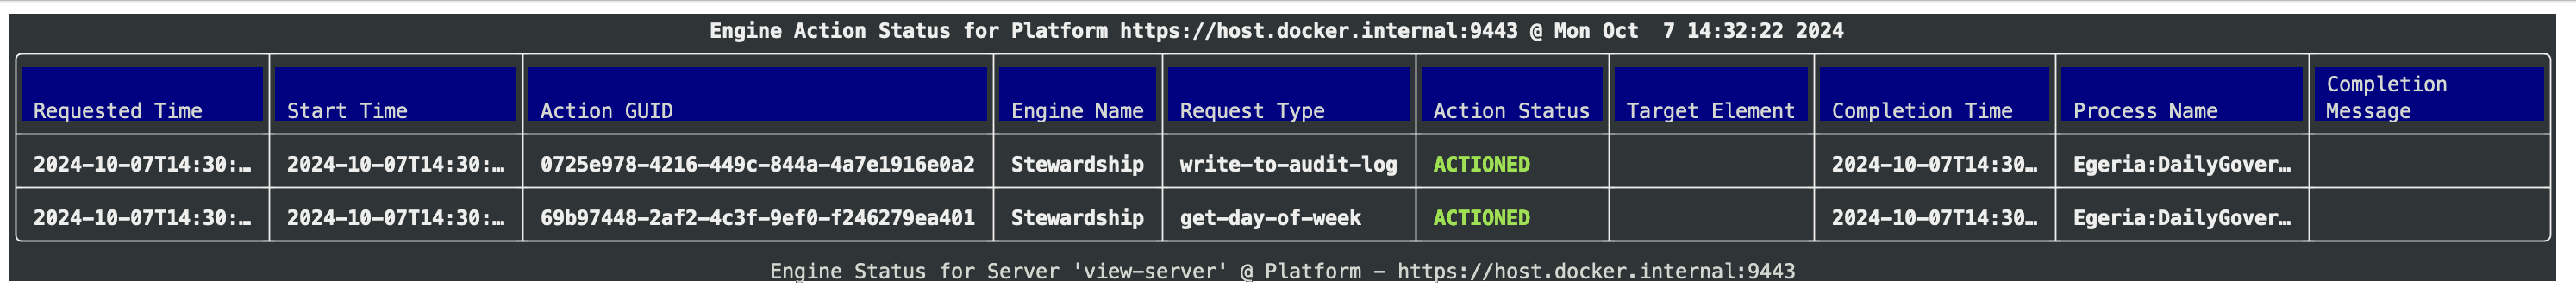 Engine Action Status for Platform https://host.docker.internal:9443 @ Mon Oct  7 14:32:22 2024
Requested Time Start Time Action GUID Engine Name Request Type Action Status Target Element Completion Time Process Name Completion Message
2024-10-07T14:30:… 2024-10-07T14:30:… 0725e978-4216-449c-844a-4a7e1916e0a2 Stewardship write-to-audit-log ACTIONED 2024-10-07T14:30… Egeria:DailyGover…
2024-10-07T14:30:… 2024-10-07T14:30:… 69b97448-2af2-4c3f-9ef0-f246279ea401 Stewardship get-day-of-week ACTIONED 2024-10-07T14:30… Egeria:DailyGover…
Engine Status for Server 'view-server' @ Platform - https://host.docker.internal:9443